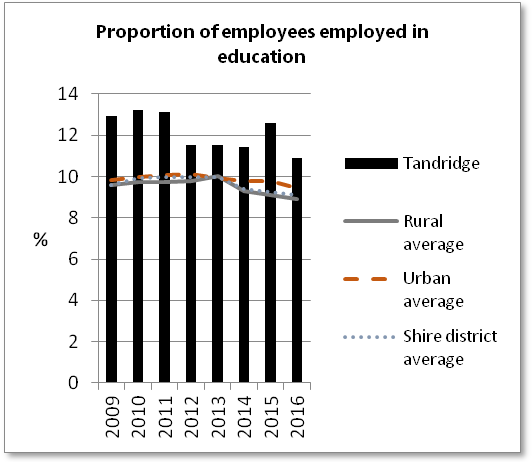 Proportion of employees employed in
education
14
12
10
8
6
4
2
0
%
2009
2010
2011
2012
2013
2014
2015
2016
Tandridge
Rural
average
Urban
average
Shire district
average